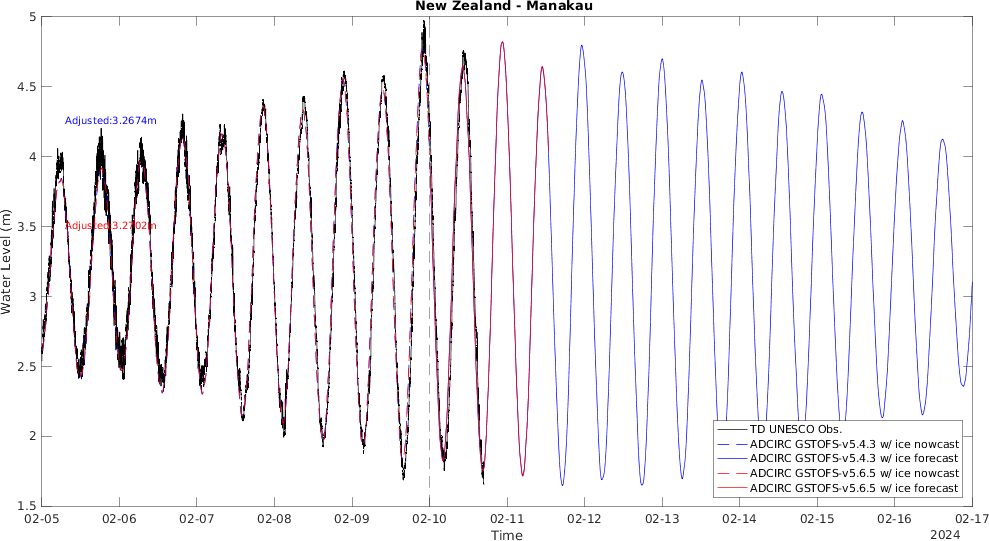 New Zealand - Manakau
5
4.5
4
3.5
3
2.5
2
1.5
Water Level (m)
Adjusted:3.2674m
Adjusted:3.2702m
TD UNESCO Obs.
ADCIRC GSTOFS-v5.4.3 w/ ice nowcast
ADCIRC GSTOFS-v5.4.3 w/ ice forecast
ADCIRC GSTOFS-v5.6.5 w/ ice nowcast
ADCIRC GSTOFS-v5.6.5 w/ ice forecast
02-05 02-06 02-07 02-08 02-09 02-10 02-11 02-12 02-13 02-14 02-15 02-16 02-17
Time
2024